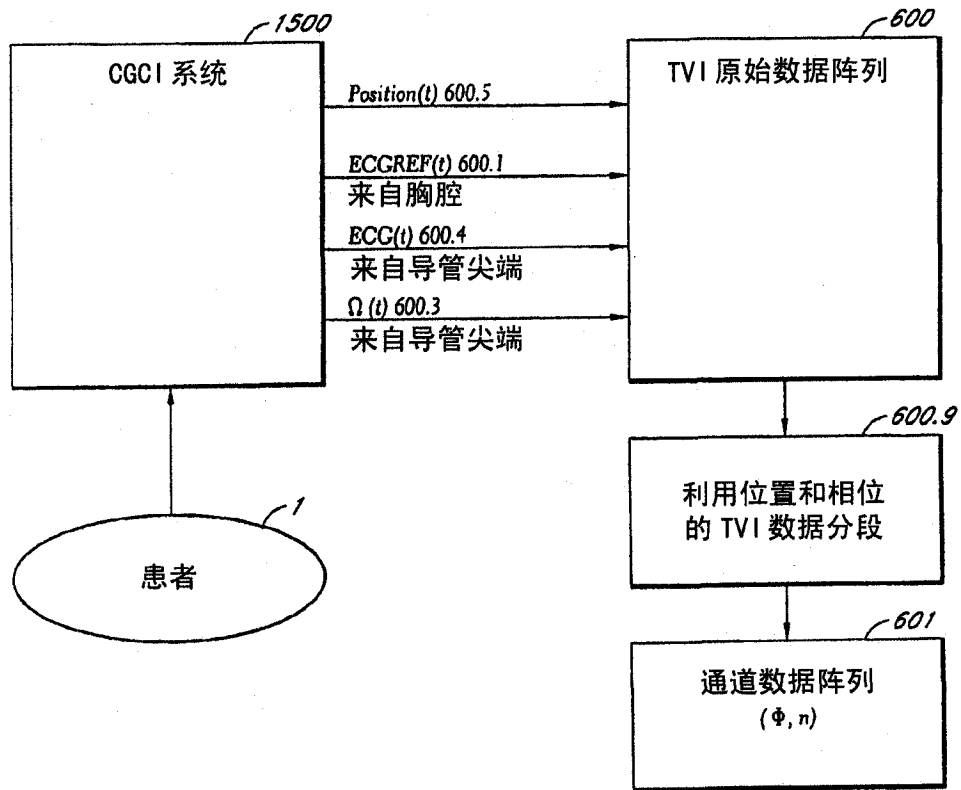 1500
CGCI 系统
600
TVI 原始数据阵列
Position(t) 600.5
ECGREF(t) 600.1
来自胸腔
ECG(t) 600.4
来自导管尖端
Ω (t) 600.3
来自导管尖端
600.9
利用位置和相位
的 TVI 数据分段
1
患者
601
通道数据阵列
(Φ, n)